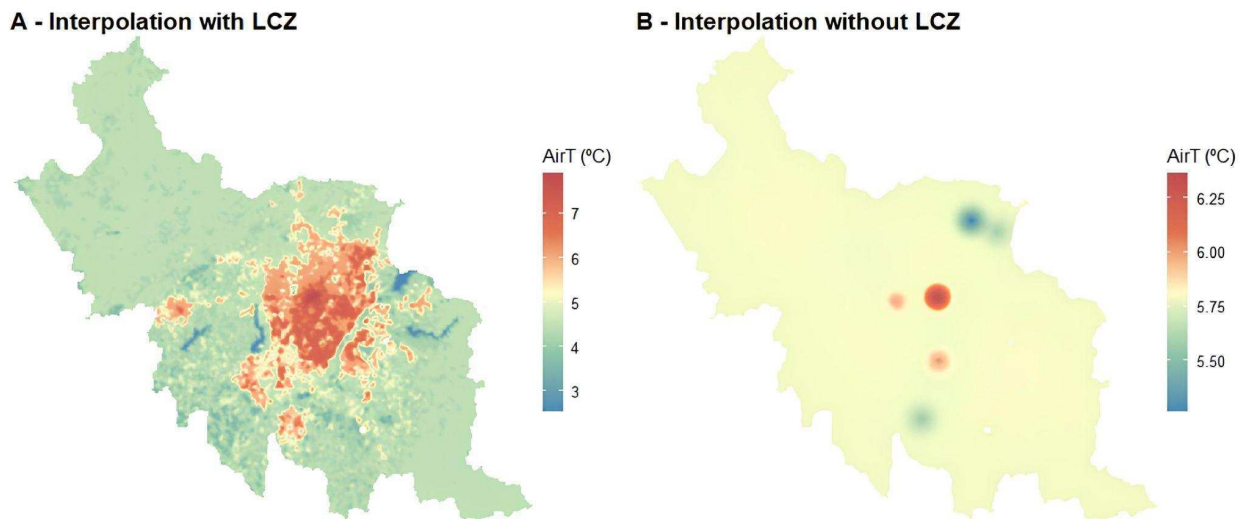 A - Interpolation with LCZ
AirT (ºC)
7
6
5
4
3
B - Interpolation without LCZ
AirT (ºC)
6.25
6.00
5.75
5.50